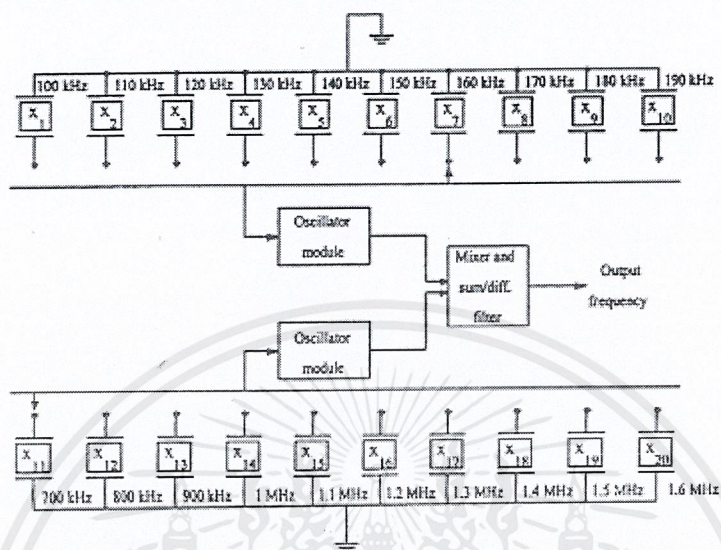 100 kHz 110 kHz 120 kHz 130 kHz 140 kHz 150 kHz 160 kHz 170 kHz 180 kHz 190 kHz
X1 X2 X3 X4 X5 X6 X7 X8 X9 X10
Oscillator
module
Mixer and
sum/diff.
filter
Output
frequency
Oscillator
module
X11 X12 X13 X14 X15 X16 X17 X18 X19 X20
700 kHz 800 kHz 900 kHz 1 MHz 1.1 MHz 1.2 MHz 1.3 MHz 1.4 MHz 1.5 MHz 1.6 MHz